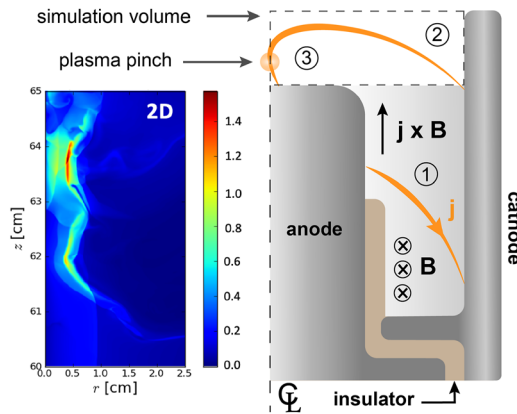 simulation volume
plasma pinch
2D
65
64
63
62
61
60
z [cm]
0.0 0.5 1.0 1.5 2.0 2.5
r [cm]
1.4
1.2
1.0
0.8
0.6
0.4
0.2
0.0
2
3
j x B
1
j
anode
B
cathode
insulator
CL